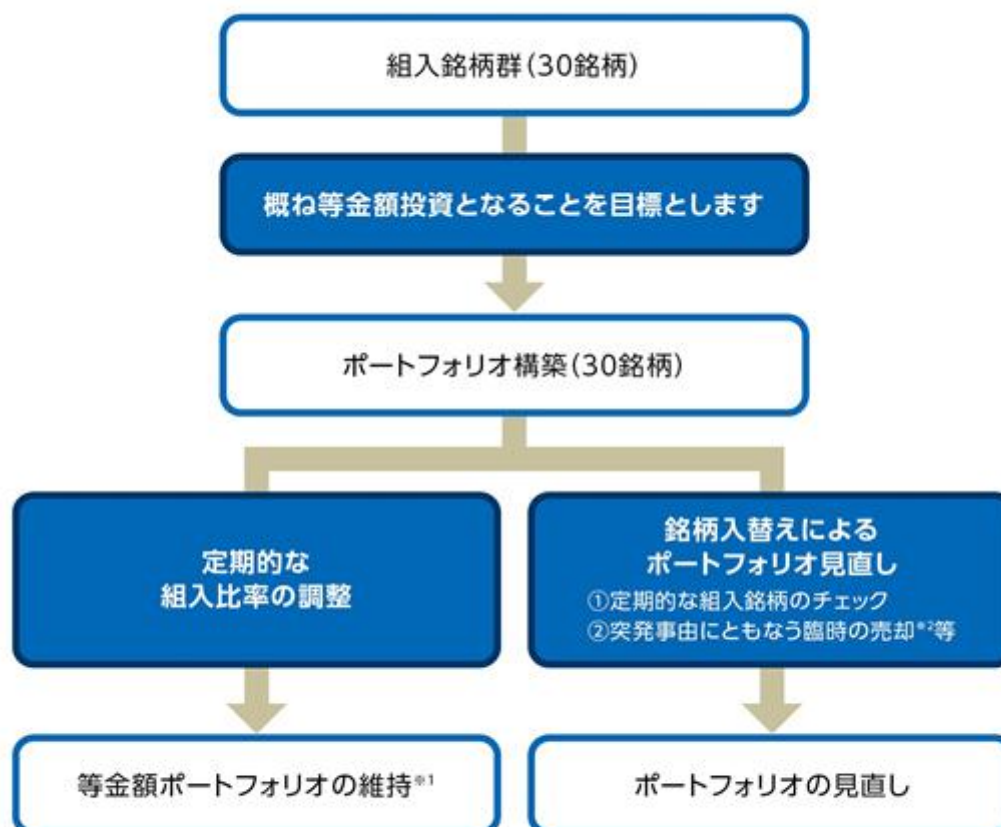 組入銘柄群(30銘柄)
概ね等金額投資となることを目標とします
ポートフォリオ構築(30銘柄)
定期的な
組入比率の調整
銘柄入替えによる
ポートフォリオ見直し
①定期的な組入銘柄のチェック
②突発事由にともなう臨時の売却※2等
等金額ポートフォリオの維持※1
ポートフォリオの見直し